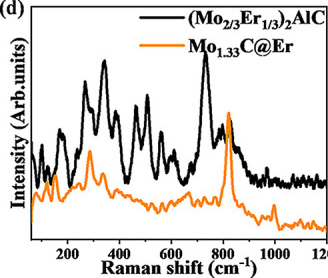 (d)
(Mo2/3Er1/3)2AlC
Mo1.33C@Er
Intensity (Arb.units)
200 400 600 800 1000 120
Raman shift (cm-1)